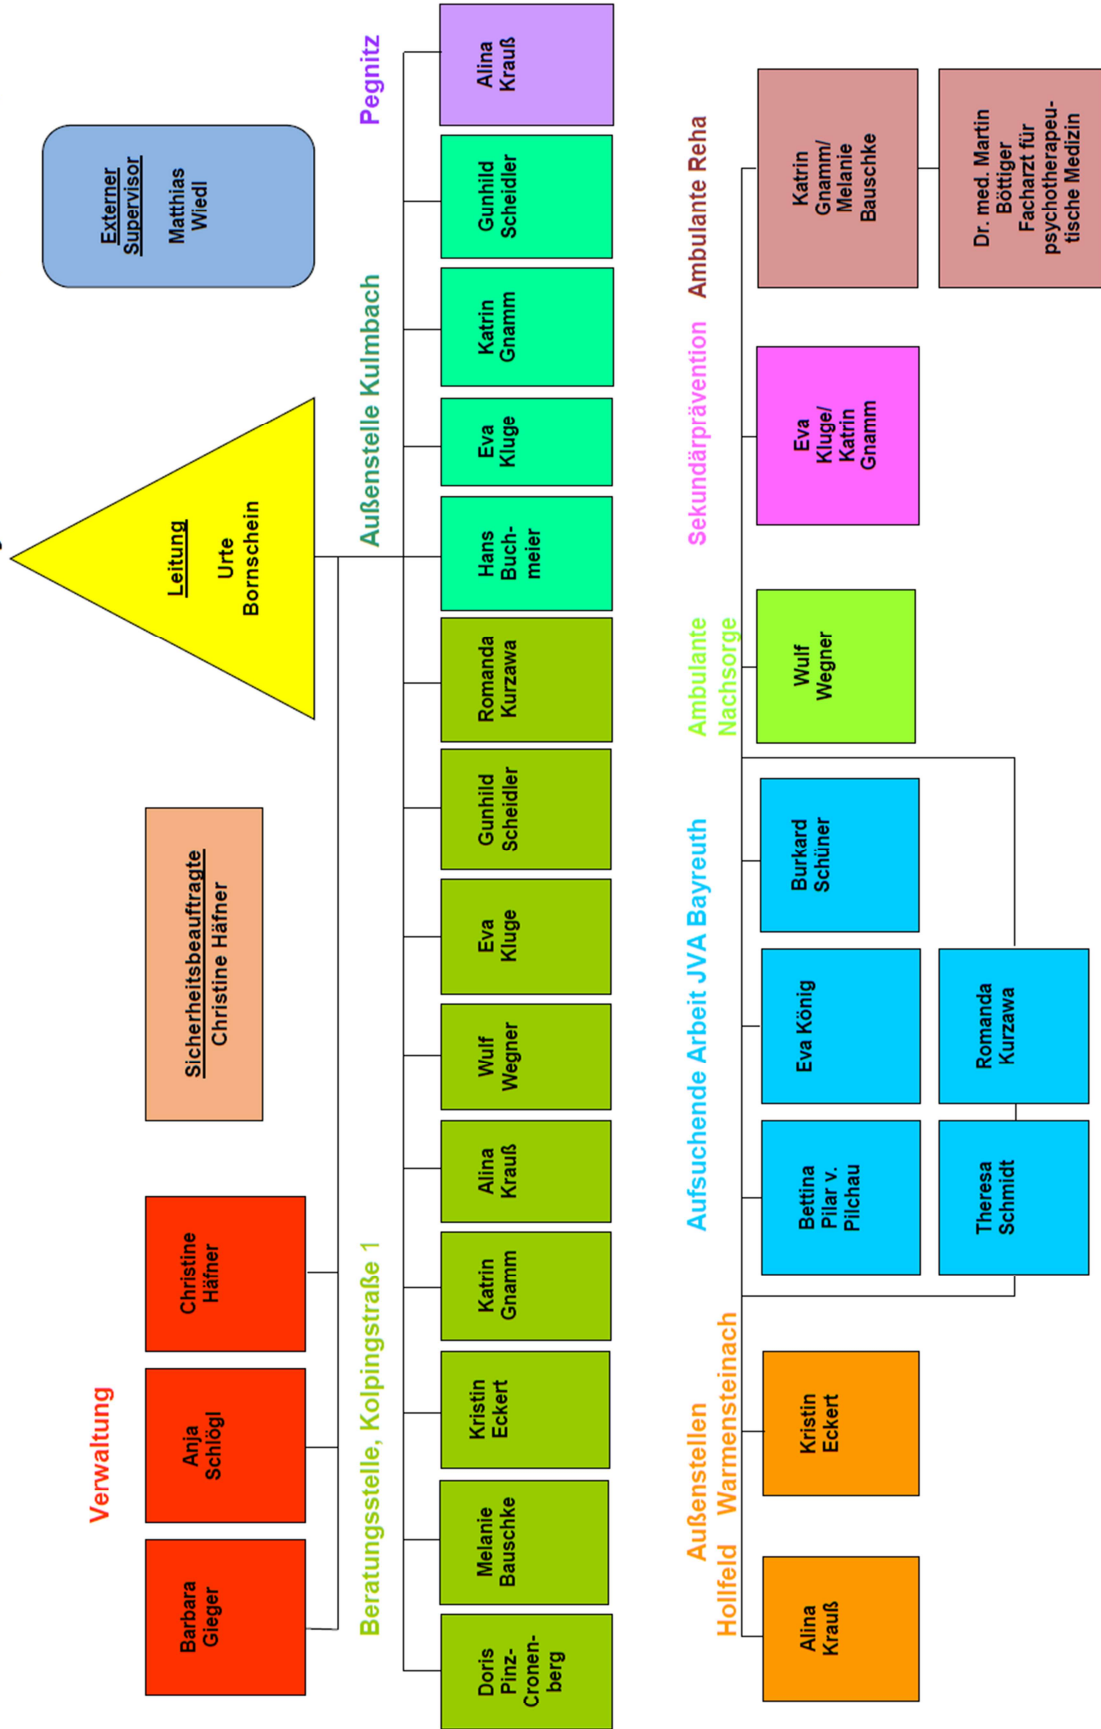 Externer
Supervisor
Matthias
Wiedl
Leitung
Urte
Bornschein
Sicherheitsbeauftragte
Christine Häfner
Verwaltung
Barbara
Gieger
Anja
Schlögl
Christine
Häfner
Beratungsstelle, Kolpingstraße 1
Außenstelle Kulmbach
Pegnitz
Doris
Pinz-
Cronen-
berg
Melanie
Bauschke
Kristin
Eckert
Katrin
Gnamm
Alina
Krauß
Wulf
Wegner
Eva
Kluge
Gunhild
Scheidler
Romanda
Kurzawa
Hans
Buch-
meier
Eva
Kluge
Katrin
Gnamm
Gunhild
Scheidler
Alina
Krauß
Außenstellen
Hollfeld Warmensteinach
Alina
Krauß
Kristin
Eckert
Aufsuchende Arbeit JVA Bayreuth
Bettina
Pilar v.
Pilchau
Eva König
Burkard
Schüner
Theresa
Schmidt
Romanda
Kurzawa
Ambulante
Nachsorge
Wulf
Wegner
Sekundärprävention
Eva
Kluge/
Katrin
Gnamm
Ambulante Reha
Katrin
Gnamm/
Melanie
Bauschke
Dr. med. Martin
Böttiger
Facharzt für
psychotherapeu-
tische Medizin